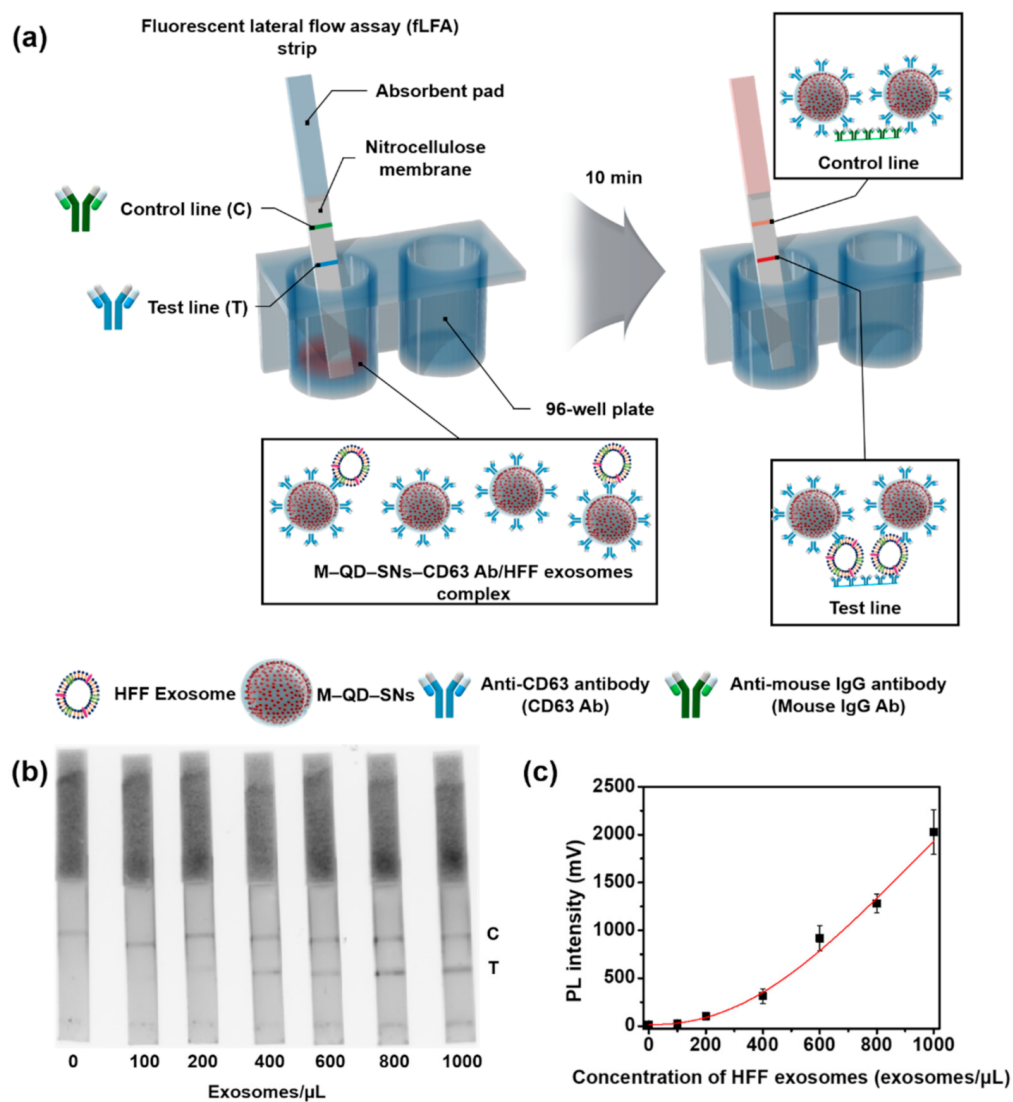 (a)
Fluorescent lateral flow assay (fLFA)
strip
Absorbent pad
Nitrocellulose
membrane
Control line (C)
Test line (T)
96-well plate
10 min
Control line
M–QD–SNs–CD63 Ab/HFF exosomes
complex
Test line
HFF Exosome
M–QD–SNs
Anti-CD63 antibody
(CD63 Ab)
Anti-mouse IgG antibody
(Mouse IgG Ab)
(b)
C
T
0 100 200 400 600 800 1000
Exosomes/µL
(c)
PL intensity (mV)
2500
2000
1500
1000
500
0
0 200 400 600 800 1000
Concentration of HFF exosomes (exosomes/µL)